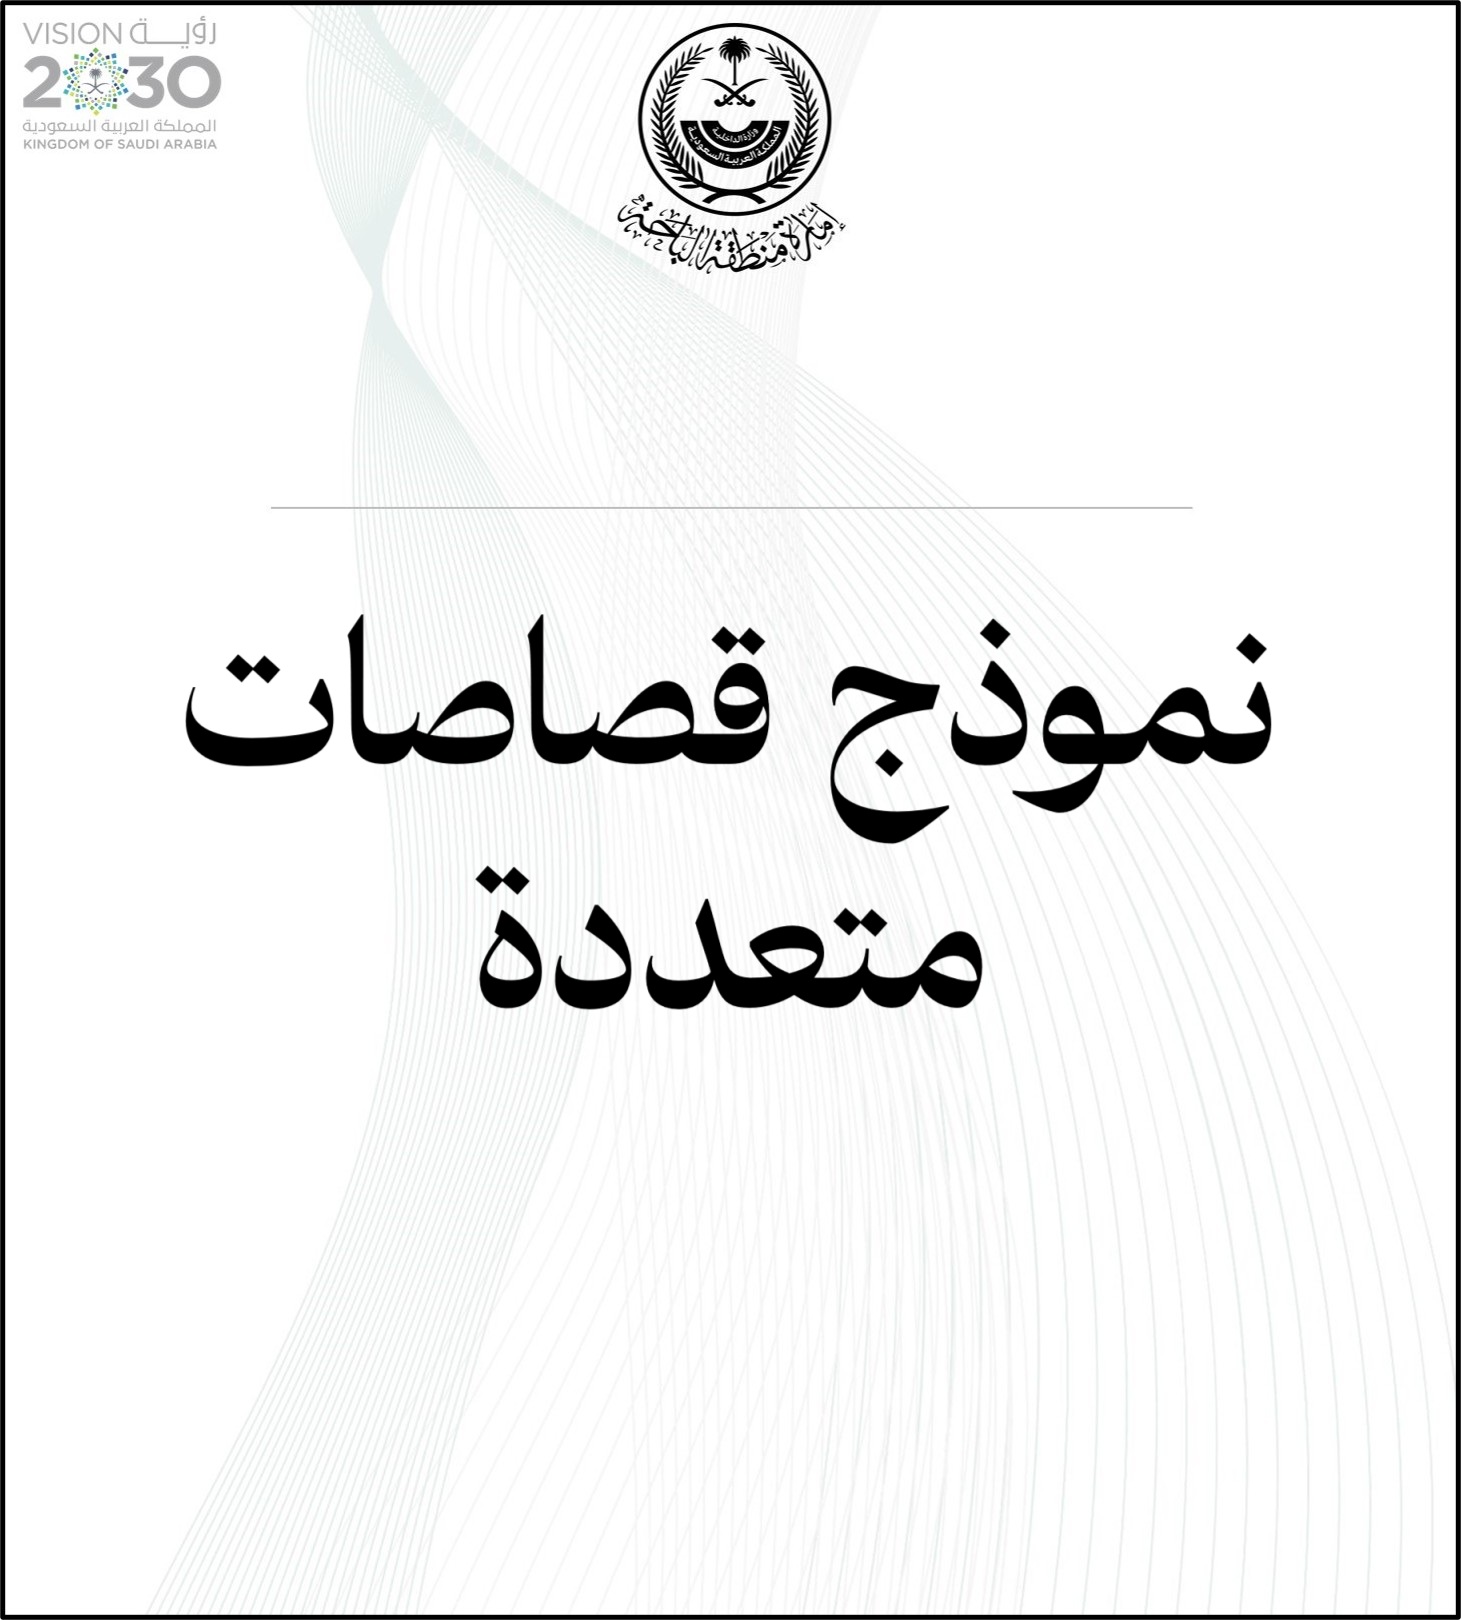 VISION رؤيــة
2030
المملكة العربية السعودية
KINGDOM OF SAUDI ARABIA
وزارة الداخلية
المملكة العربية السعودية
إمارة منطقة الباحة
نموذج قصاصات
متعددة